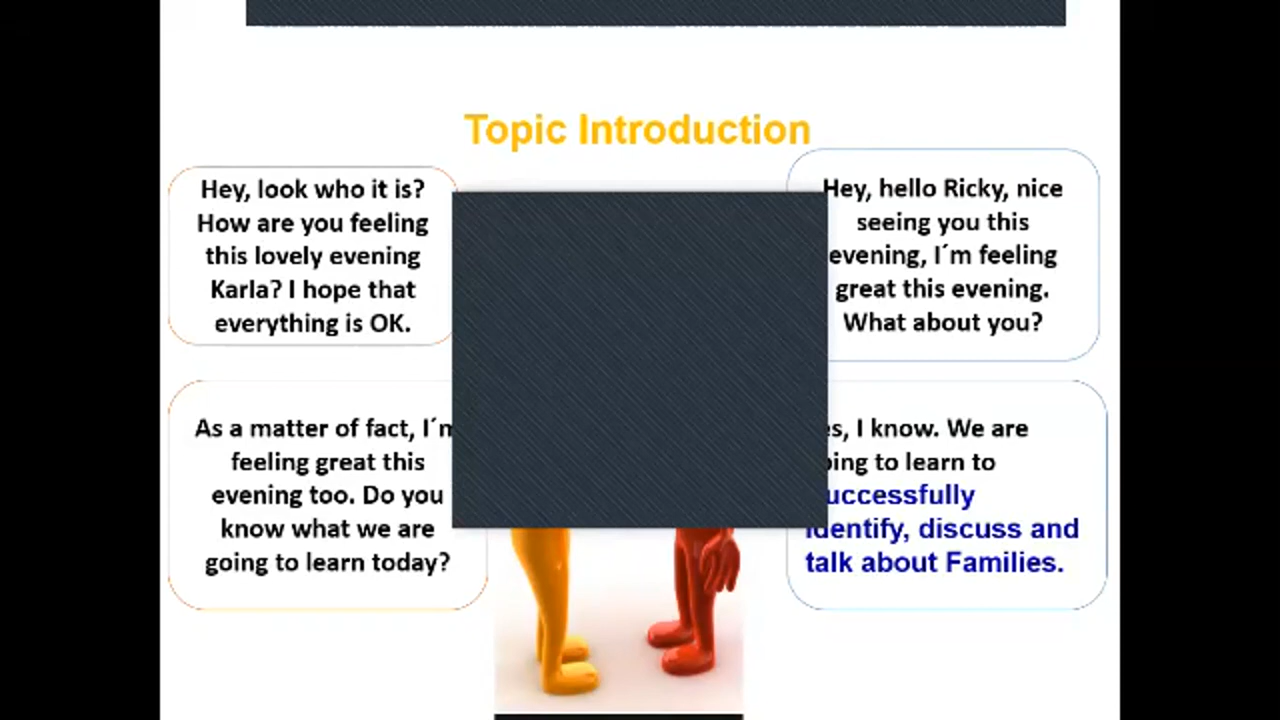 Topic Introduction
Hey, look who it is?
How are you feeling
this lovely evening
Karla? I hope that
everything is OK.
Hey, hello Ricky, nice
seeing you this
evening, I´m feeling
great this evening.
What about you?
As a matter of fact, I´m
feeling great this
evening too. Do you
know what we are
going to learn today?
I know. We are
to learn to
identify, discuss and
talk about Families.